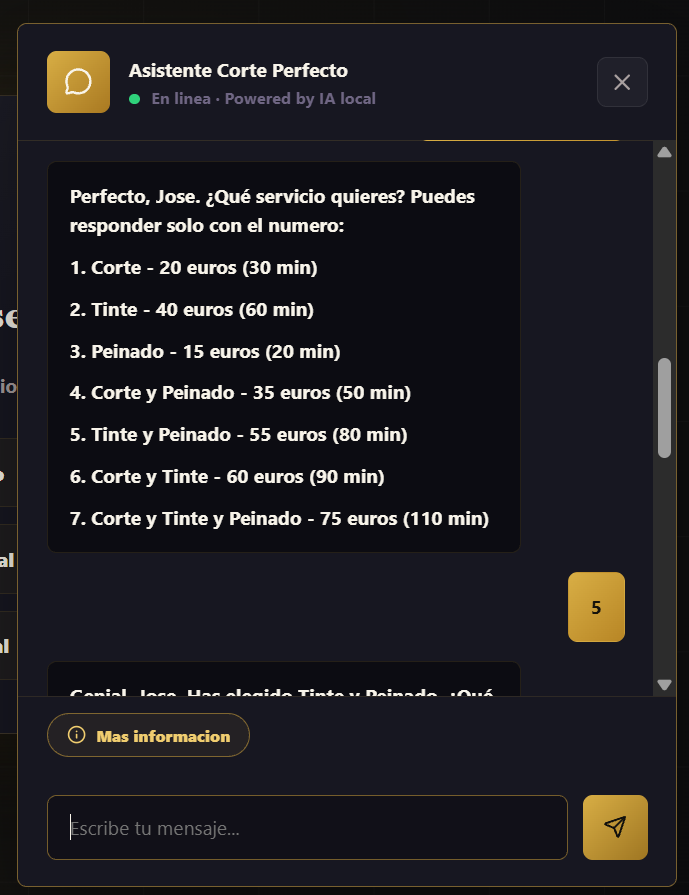 Asistente Corte Perfecto
En linea · Powered by IA local
Perfecto, Jose. ¿Qué servicio quieres? Puedes
responder solo con el numero:
1. Corte - 20 euros (30 min)
2. Tinte - 40 euros (60 min)
3. Peinado - 15 euros (20 min)
4. Corte y Peinado - 35 euros (50 min)
5. Tinte y Peinado - 55 euros (80 min)
6. Corte y Tinte - 60 euros (90 min)
7. Corte y Tinte y Peinado - 75 euros (110 min)
5
Genial, Jose. Has elegido Tinte y Peinado. ¿Qué
Mas informacion
Escribe tu mensaje...